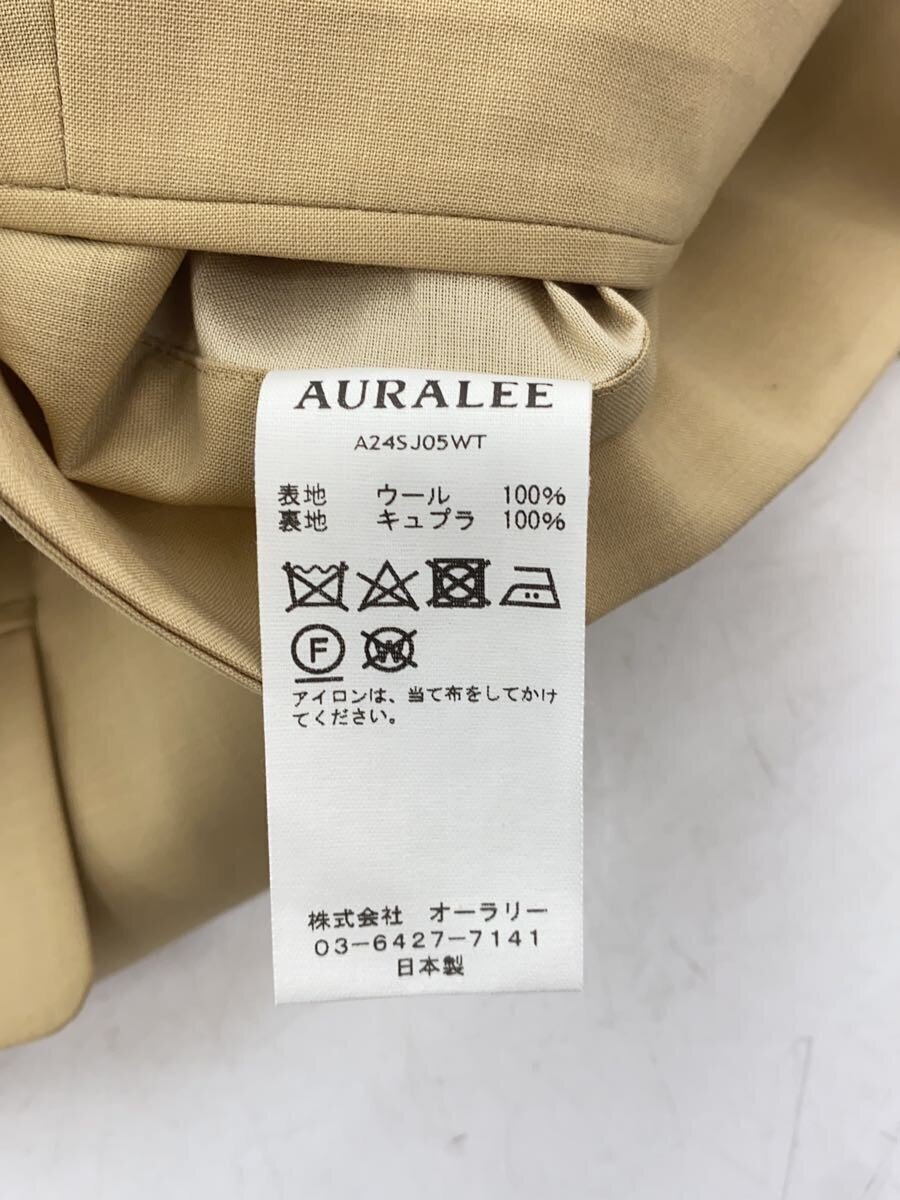 AURALEE
A24SJ05WT
表地 ウール 100%
裏地 キュプラ 100%
F
W
アイロンは、当て布をしてかけ
てください。
株式会社 オーラリー
03-6427-7141
日本製